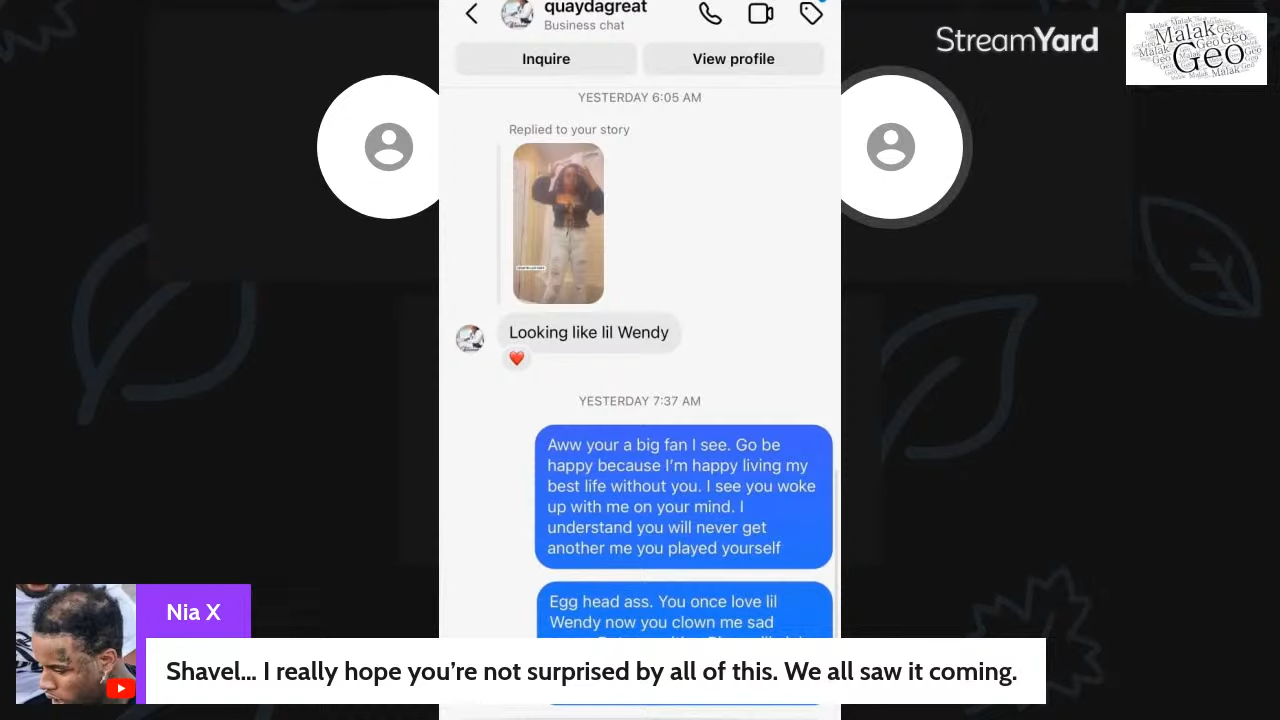 quaydagreat
Business chat
Inquire
View profile
StreamYard
Malak
Geo
YESTERDAY 6:05 AM
Replied to your story
Looking like lil Wendy
YESTERDAY 7:37 AM
Aww your a big fan I see. Go be
happy because I'm happy living my
best life without you. I see you woke
up with me on your mind. I
understand you will never get
another me you played yourself
Egg head ass. You once love lil
Wendy now you clown me sad
Nia X
Shavel... I really hope you're not surprised by all of this. We all saw it coming.